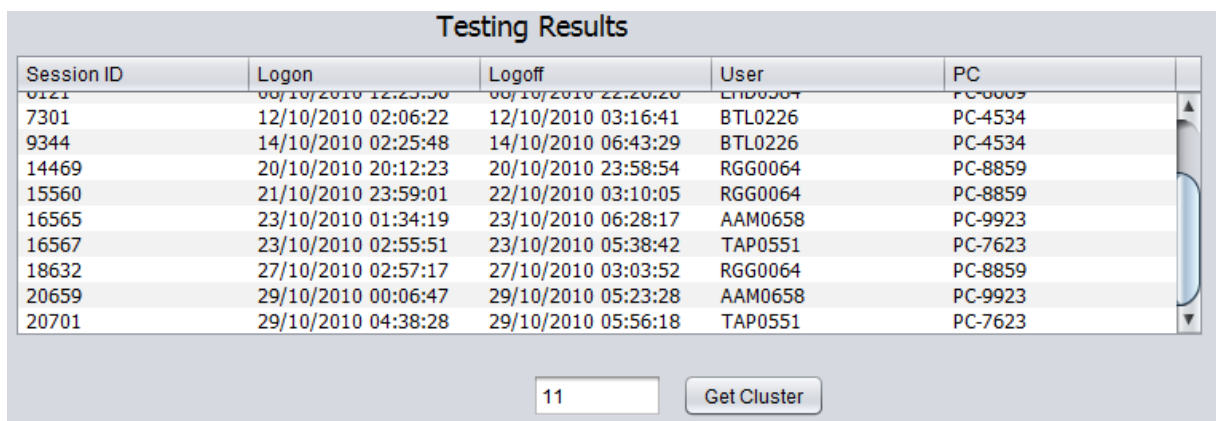 Testing Results
Session ID Logon Logoff User PC
7301 12/10/2010 02:06:22 12/10/2010 03:16:41 BTL0226 PC-4534
9344 14/10/2010 02:25:48 14/10/2010 06:43:29 BTL0226 PC-4534
14469 20/10/2010 20:12:23 20/10/2010 23:58:54 RGG0064 PC-8859
15560 21/10/2010 23:59:01 22/10/2010 03:10:05 RGG0064 PC-8859
16565 23/10/2010 01:34:19 23/10/2010 06:28:17 AAM0658 PC-9923
16567 23/10/2010 02:55:51 23/10/2010 05:38:42 TAP0551 PC-7623
18632 27/10/2010 02:57:17 27/10/2010 03:03:52 RGG0064 PC-8859
20659 29/10/2010 00:06:47 29/10/2010 05:23:28 AAM0658 PC-9923
20701 29/10/2010 04:38:28 29/10/2010 05:56:18 TAP0551 PC-7623
11 Get Cluster